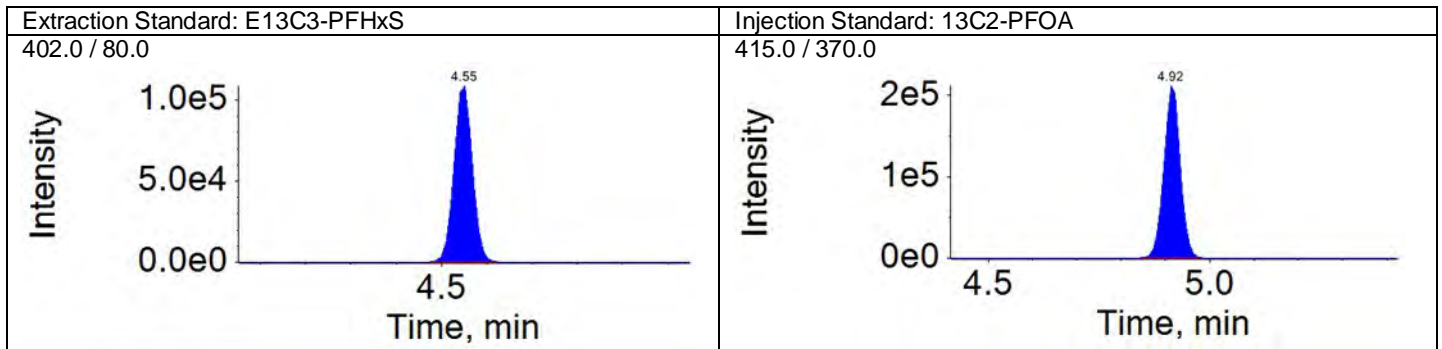 Extraction Standard: E13C3-PFHxS
402.0 / 80.0
4.55
1.0e5
5.0e4
0.0e0
Intensity
4.5
Time, min
Injection Standard: 13C2-PFOA
415.0 / 370.0
4.92
2e5
1e5
0e0
Intensity
4.5 5.0
Time, min